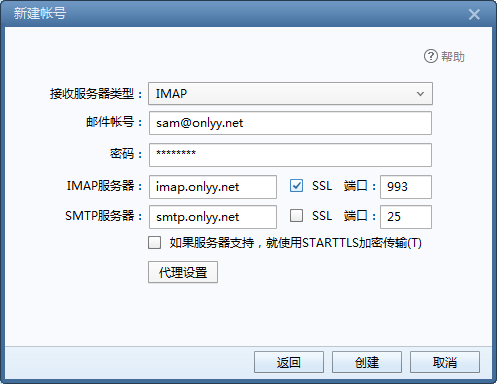 新建帐号
帮助
接收服务器类型： IMAP
邮件帐号： sam@onlyy.net
密码： ********
IMAP服务器： imap.onlyy.net SSL 端口： 993
SMTP服务器： smtp.onlyy.net SSL 端口： 25
如果服务器支持，就使用STARTTLS加密传输(T)
代理设置
返回 创建 取消